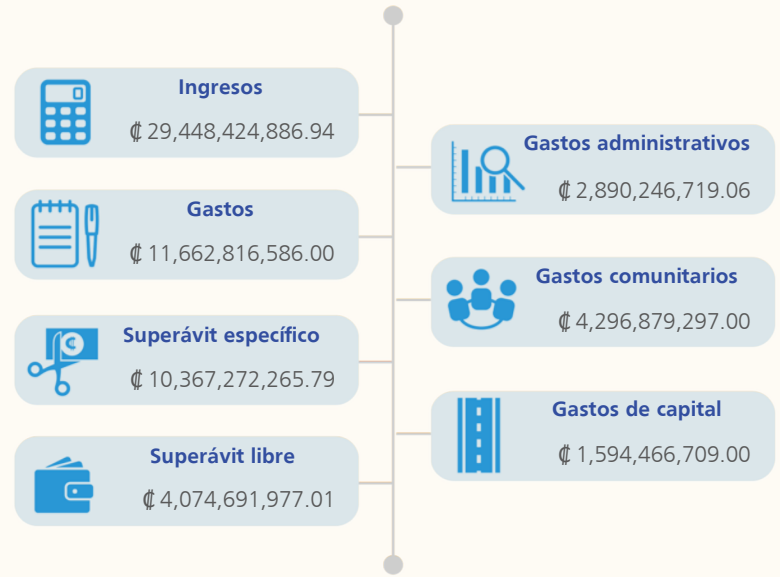 Ingresos
₡ 29,448,424,886.94
Gastos
₡ 11,662,816,586.00
Superávit específico
₡ 10,367,272,265.79
Superávit libre
₡ 4,074,691,977.01
Gastos administrativos
₡ 2,890,246,719.06
Gastos comunitarios
₡ 4,296,879,297.00
Gastos de capital
₡ 1,594,466,709.00